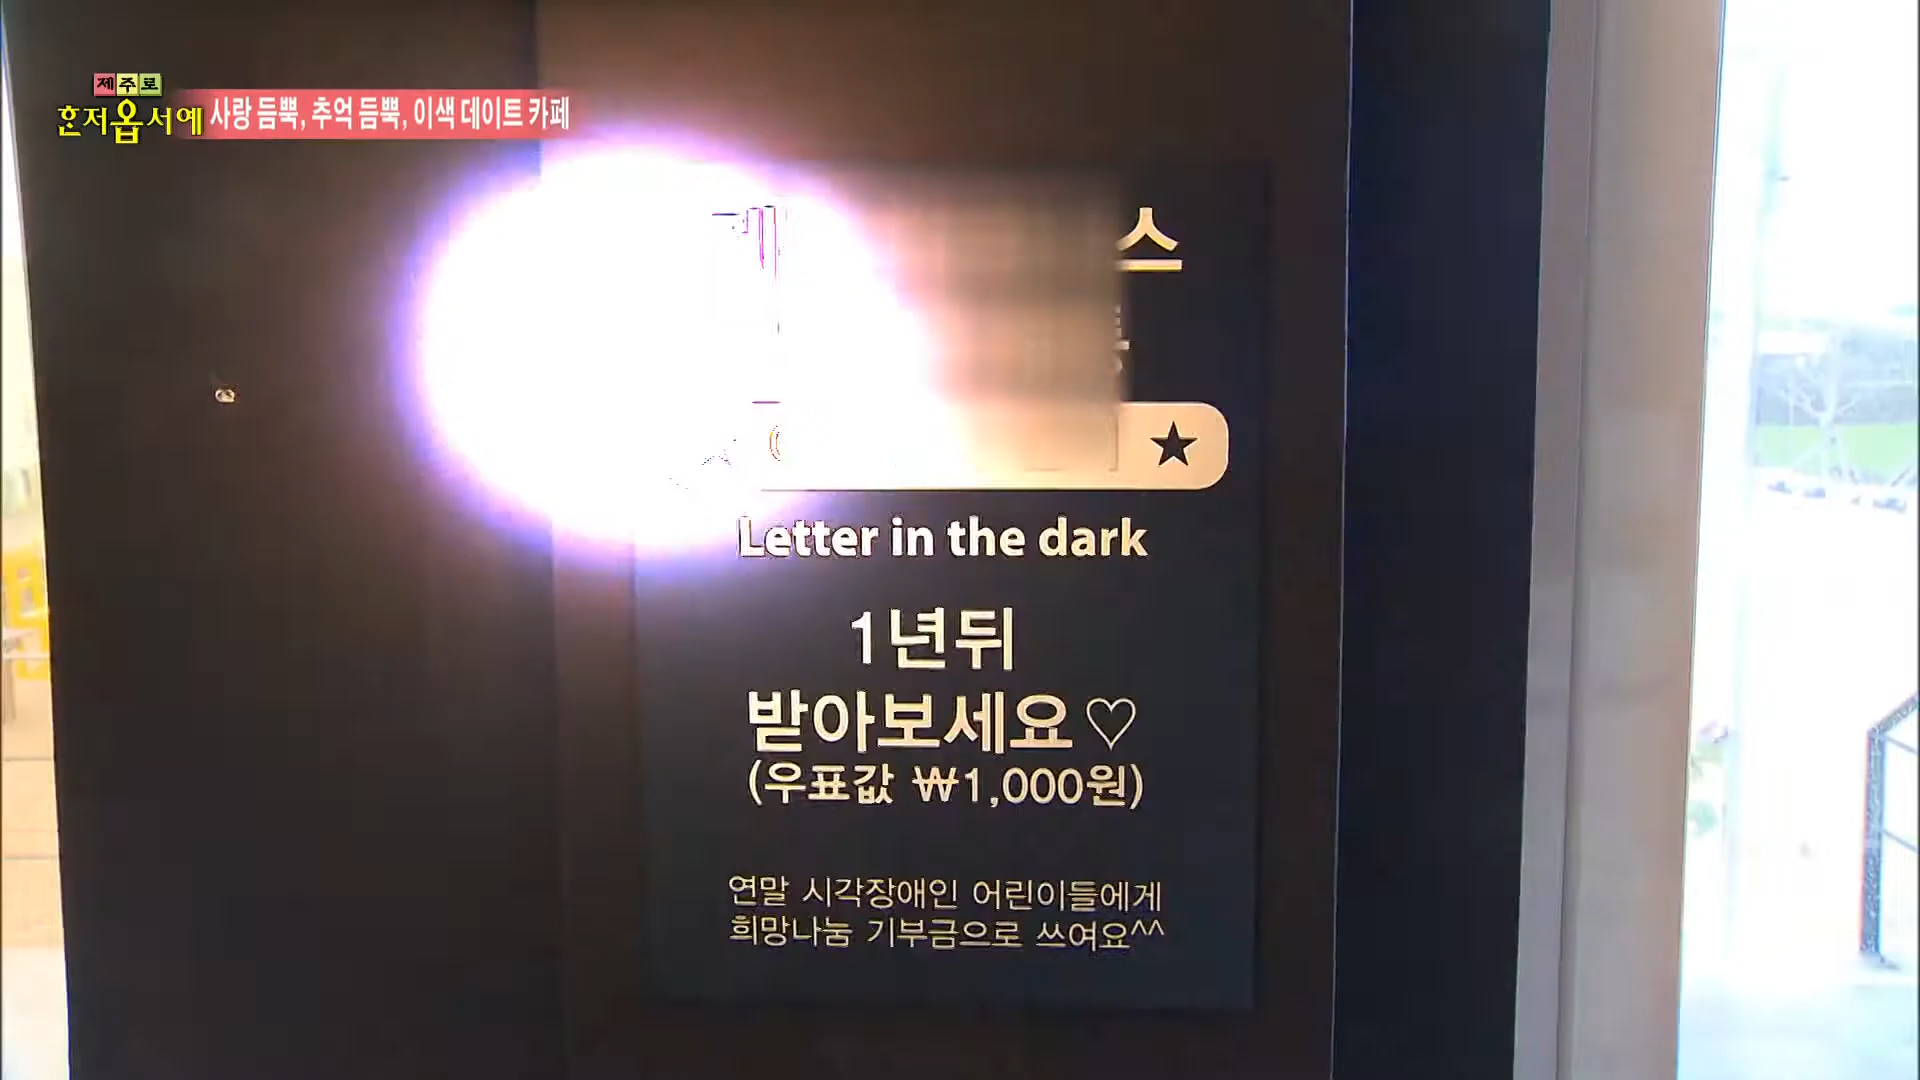 제주로
혼저옵서예
사랑 듬뿍, 추억 듬뿍, 이색 데이트 카페
★
Letter in the dark
1년뒤
받아보세요♡
(우표값 ₩1,000원)
연말 시각장애인 어린이들에게
희망나눔 기부금으로 쓰여요^^